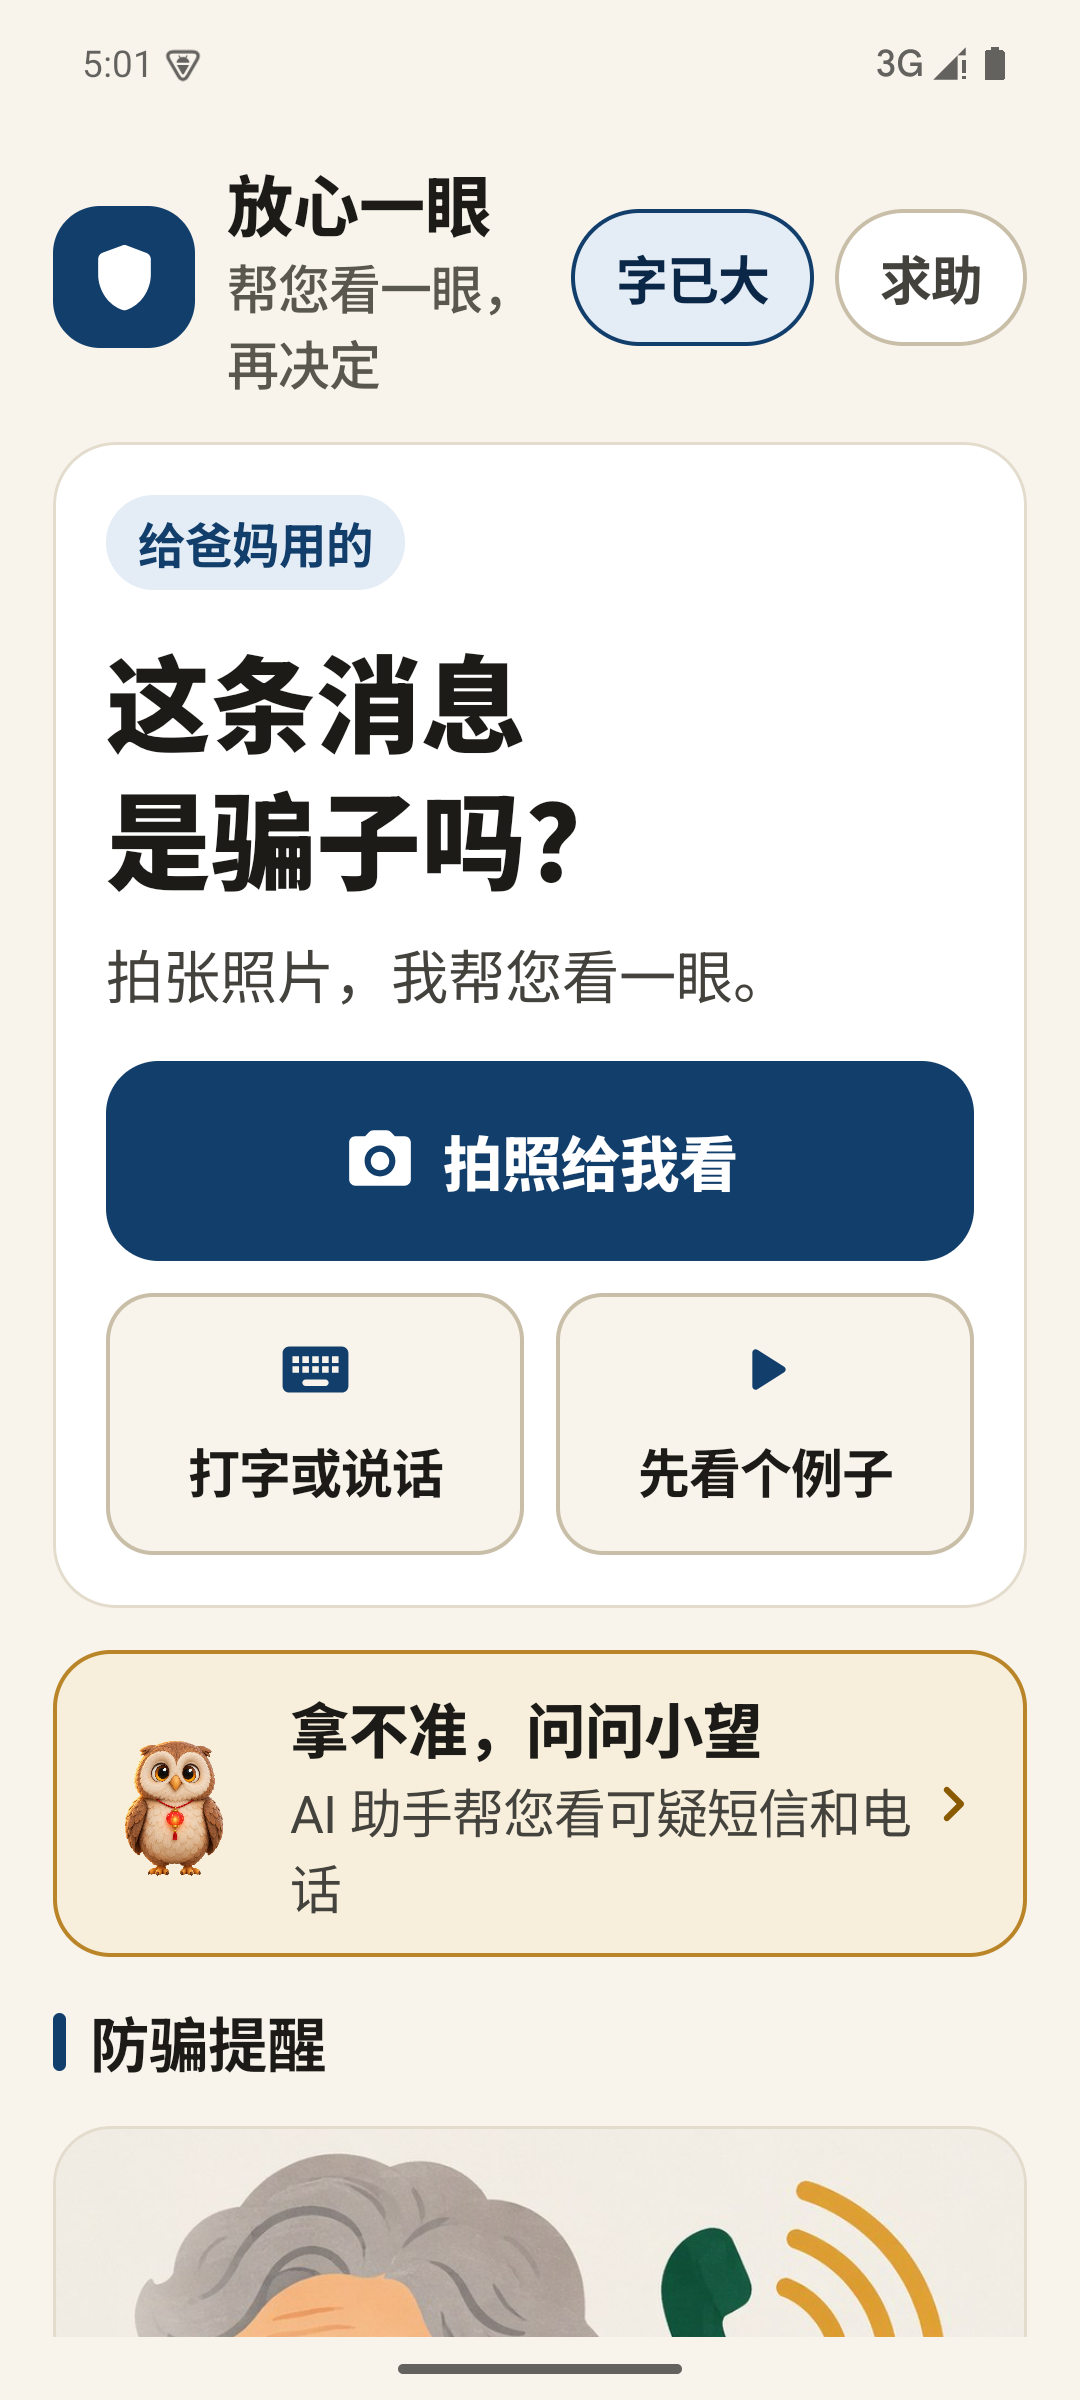 5:01
3G
放心一眼
帮您看一眼，
再决定
字已大
求助
给爸妈用的
这条消息
是骗子吗？
拍张照片，我帮您看一眼。
拍照给我看
打字或说话
先看个例子
拿不准，问问小望
AI 助手帮您看可疑短信和电
话
防骗提醒